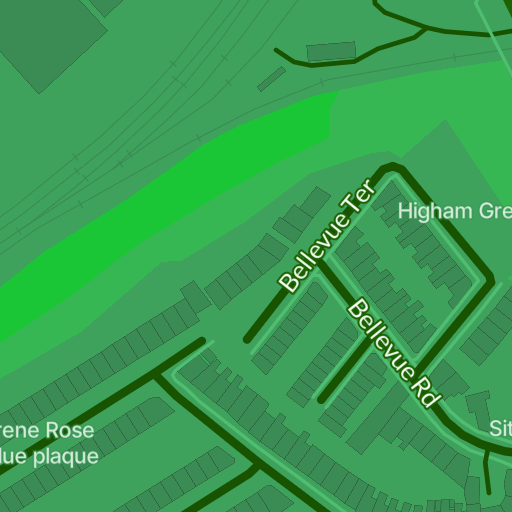 Bellevue Ter
Higham Gre
Bellevue Rd
rene Rose
lue plaque
Sit